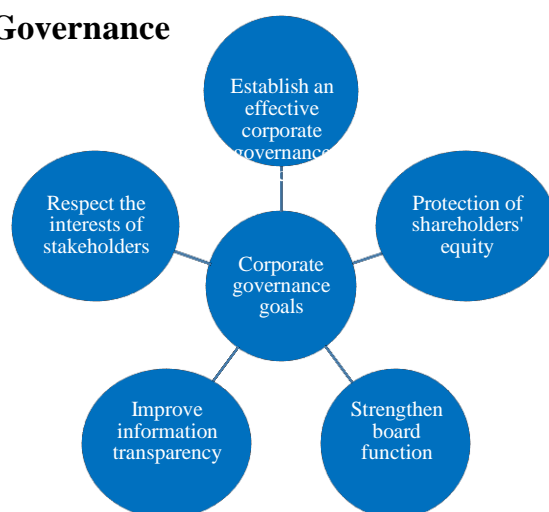 Governance
Establish an
effective
corporate
governance
Respect the
interests of
stakeholders
Protection of
shareholders'
equity
Corporate
governance
goals
Improve
information
transparency
Strengthen
board
function